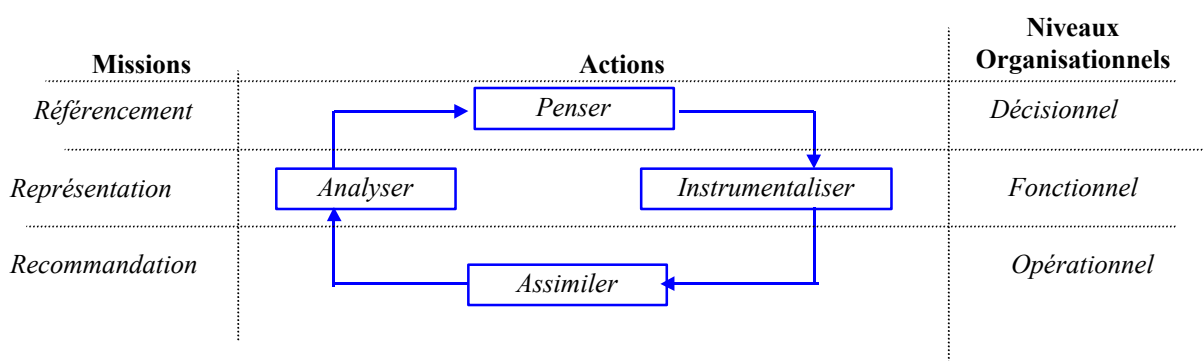 Niveaux
Missions Actions Organisationnels
Référencement Penser Décisionnel
Représentation Analyser Instrumentaliser Fonctionnel
Recommandation Assimiler Opérationnel